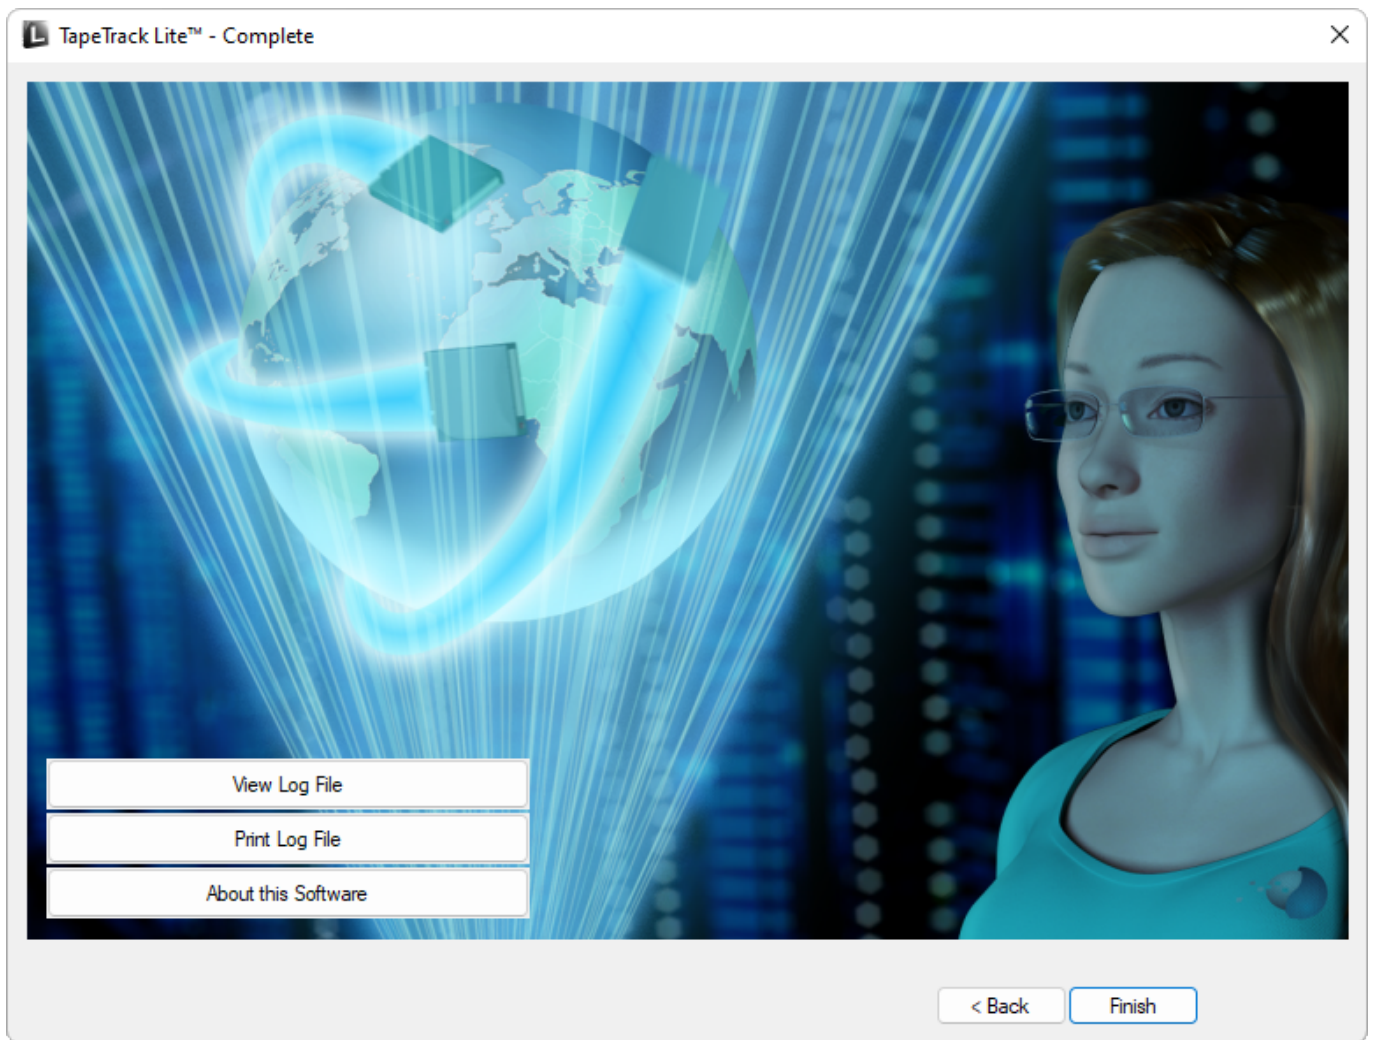 TapeTrack Lite™ - Complete
View Log File
Print Log File
About this Software
< Back
Finish